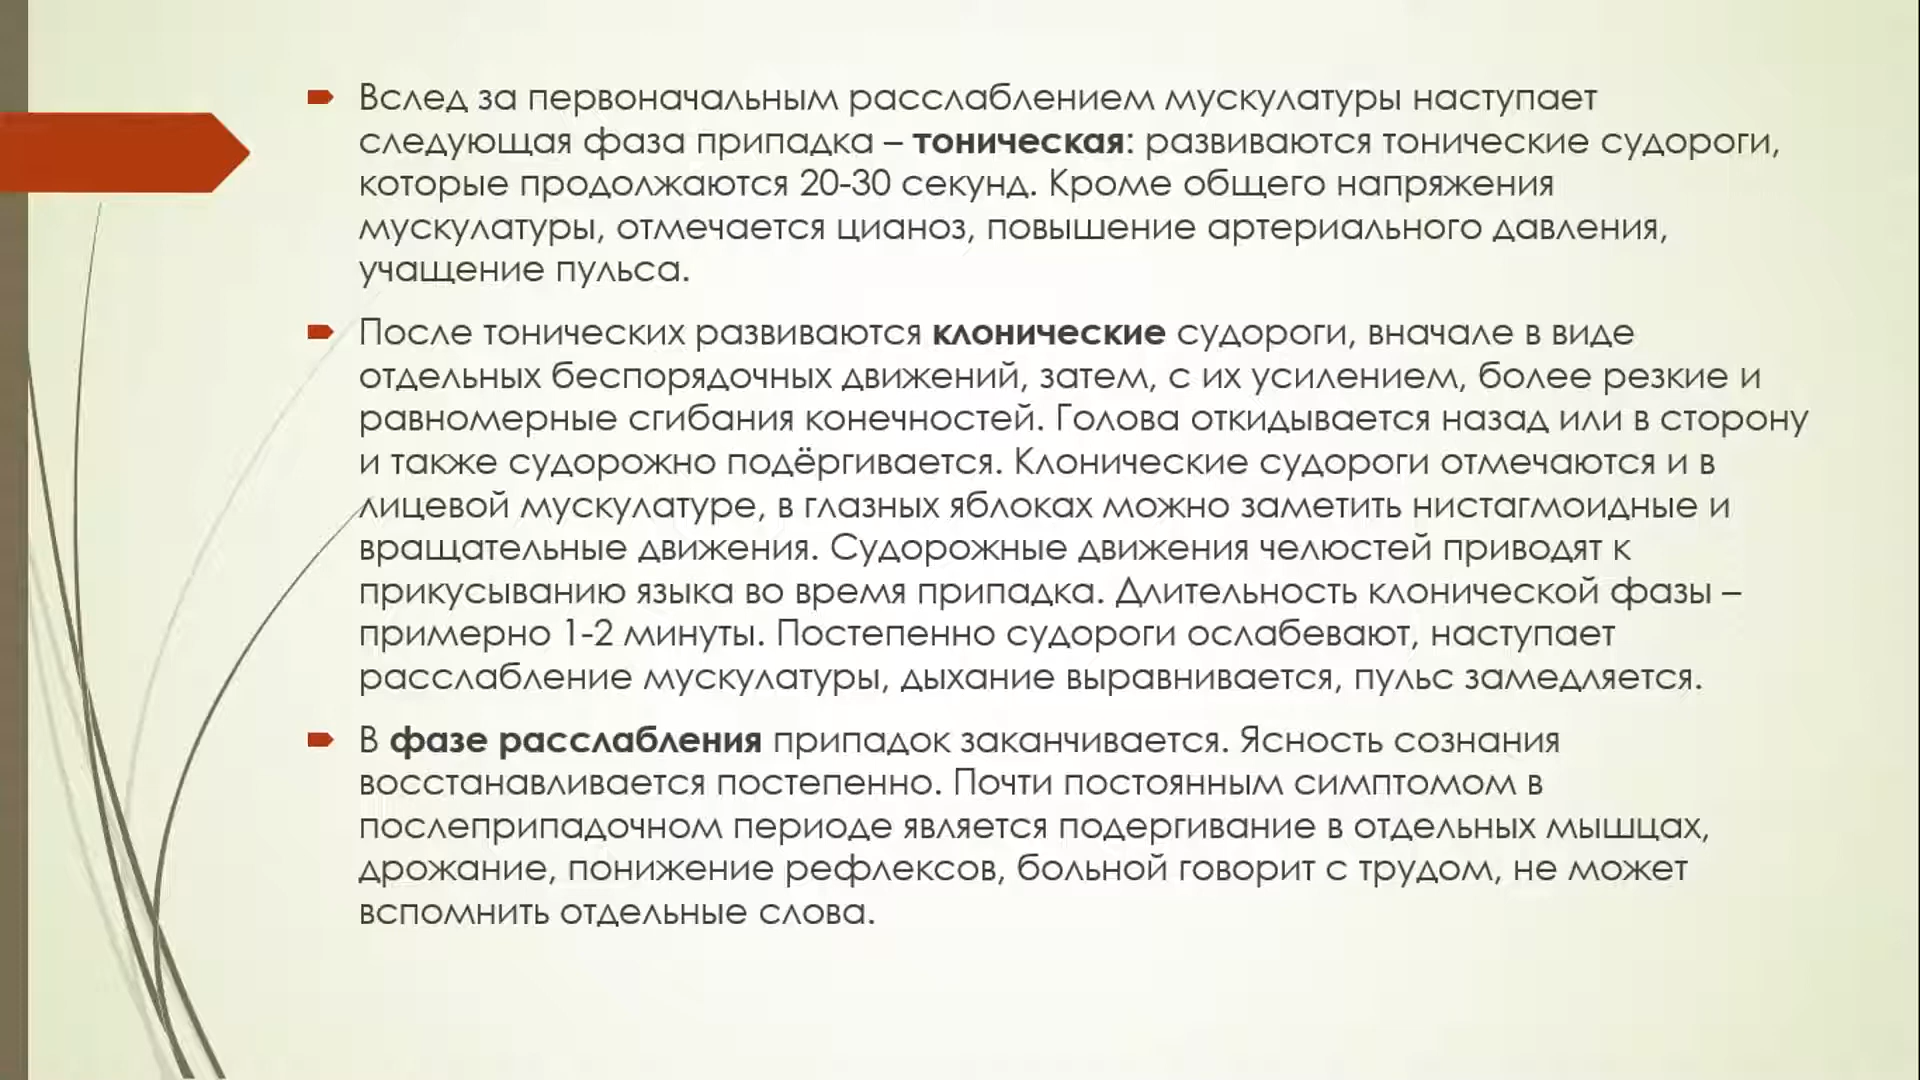 Вслед за первоначальным расслаблением мускулатуры наступает
следующая фаза припадка – тоническая: развиваются тонические судороги,
которые продолжаются 20-30 секунд. Кроме общего напряжения
мускулатуры, отмечается цианоз, повышение артериального давления,
учащение пульса.
После тонических развиваются клонические судороги, вначале в виде
отдельных беспорядочных движений, затем, с их усилением, более резкие и
равномерные сгибания конечностей. Голова откидывается назад или в сторону
и также судорожно подёргивается. Клонические судороги отмечаются и в
лицевой мускулатуре, в глазных яблоках можно заметить нистагмоидные и
вращательные движения. Судорожные движения челюстей приводят к
прикусыванию языка во время припадка. Длительность клонической фазы –
примерно 1-2 минуты. Постепенно судороги ослабевают, наступает
расслабление мускулатуры, дыхание выравнивается, пульс замедляется.
В фазе расслабления припадок заканчивается. Ясность сознания
восстанавливается постепенно. Почти постоянным симптомом в
послеприпадочном периоде является подергивание в отдельных мышцах,
дрожание, понижение рефлексов, больной говорит с трудом, не может
вспомнить отдельные слова.